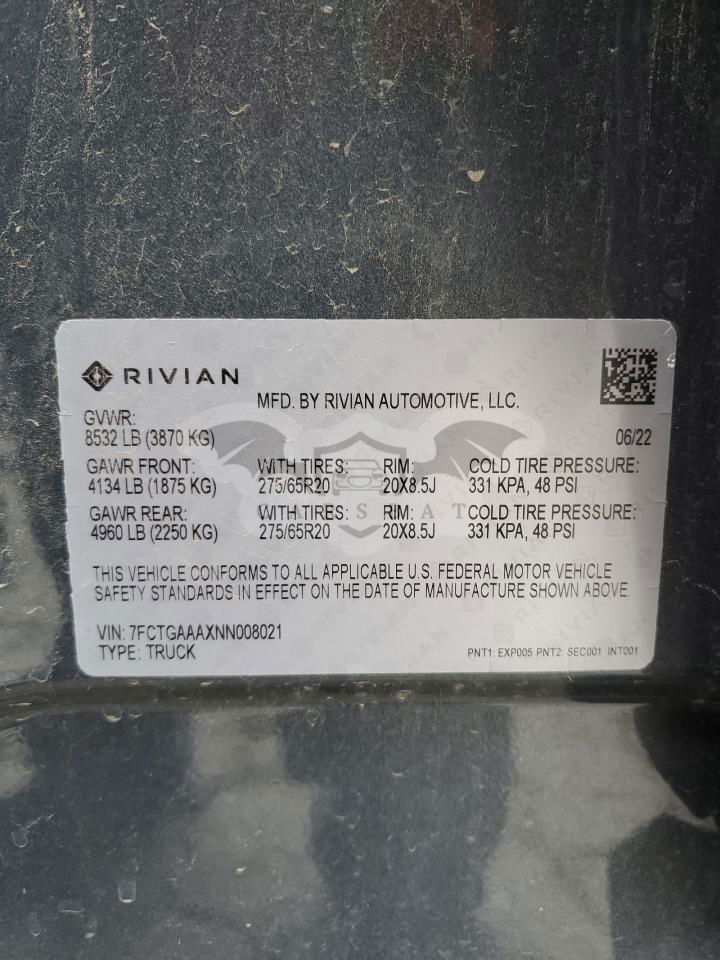 RIVIAN
MFD. BY RIVIAN AUTOMOTIVE, LLC.
GVWR:
8532 LB (3870 KG)
06/22
GAWR FRONT: WITH TIRES: RIM: COLD TIRE PRESSURE:
4134 LB (1875 KG) 275/65R20 20X8.5J 331 KPA, 48 PSI
GAWR REAR: WITH TIRES: RIM: COLD TIRE PRESSURE:
4960 LB (2250 KG) 275/65R20 20X8.5J 331 KPA, 48 PSI
THIS VEHICLE CONFORMS TO ALL APPLICABLE U.S. FEDERAL MOTOR VEHICLE
SAFETY STANDARDS IN EFFECT ON THE DATE OF MANUFACTURE SHOWN ABOVE.
VIN: 7FCTGAAAXNN008021
TYPE: TRUCK
PNT1: EXP005 PNT2: SEC001 INT001